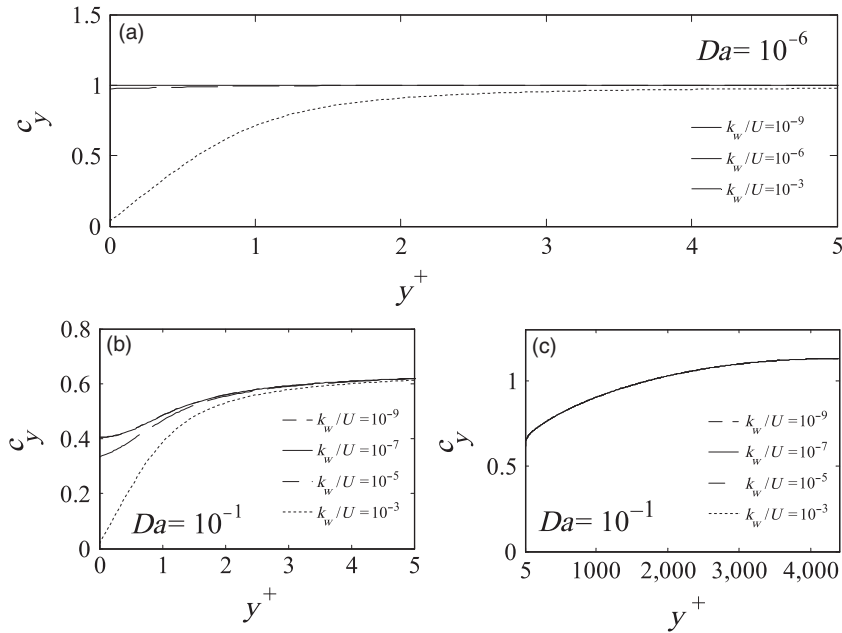 (a)
1.5
Da= 10⁻⁶
1
c_y
k_w/U=10⁻⁹
0.5
k_w/U=10⁻⁶
k_w/U=10⁻³
0
0 1 2 3 4 5
y⁺
(b)
0.8
0.6
c_y
0.4
k_w/U=10⁻⁹
k_w/U=10⁻⁷
k_w/U=10⁻⁵
0.2
k_w/U=10⁻³
Da= 10⁻¹
0
0 1 2 3 4 5
y⁺
(c)
1
c_y
k_w/U=10⁻⁹
0.5
k_w/U=10⁻⁷
k_w/U=10⁻⁵
k_w/U=10⁻³
Da= 10⁻¹
0
5 1000 2,000 3,000 4,000
y⁺